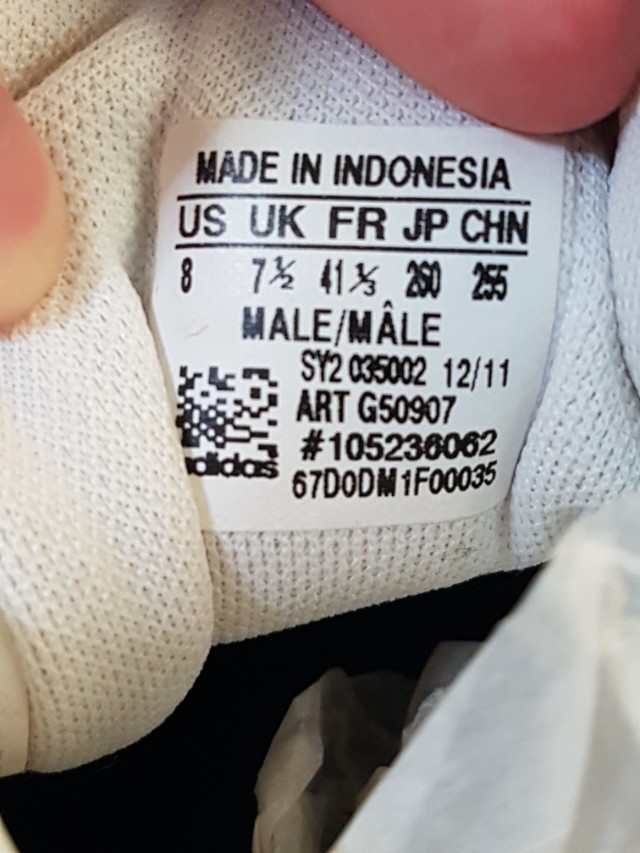 MADE IN INDONESIA
US UK FR JP CHN
8 7½ 41⅓ 260 255
MALE/MÂLE
SY2 035002 12/11
ART G50907
#105236062
adidas 67D0DM1F00035